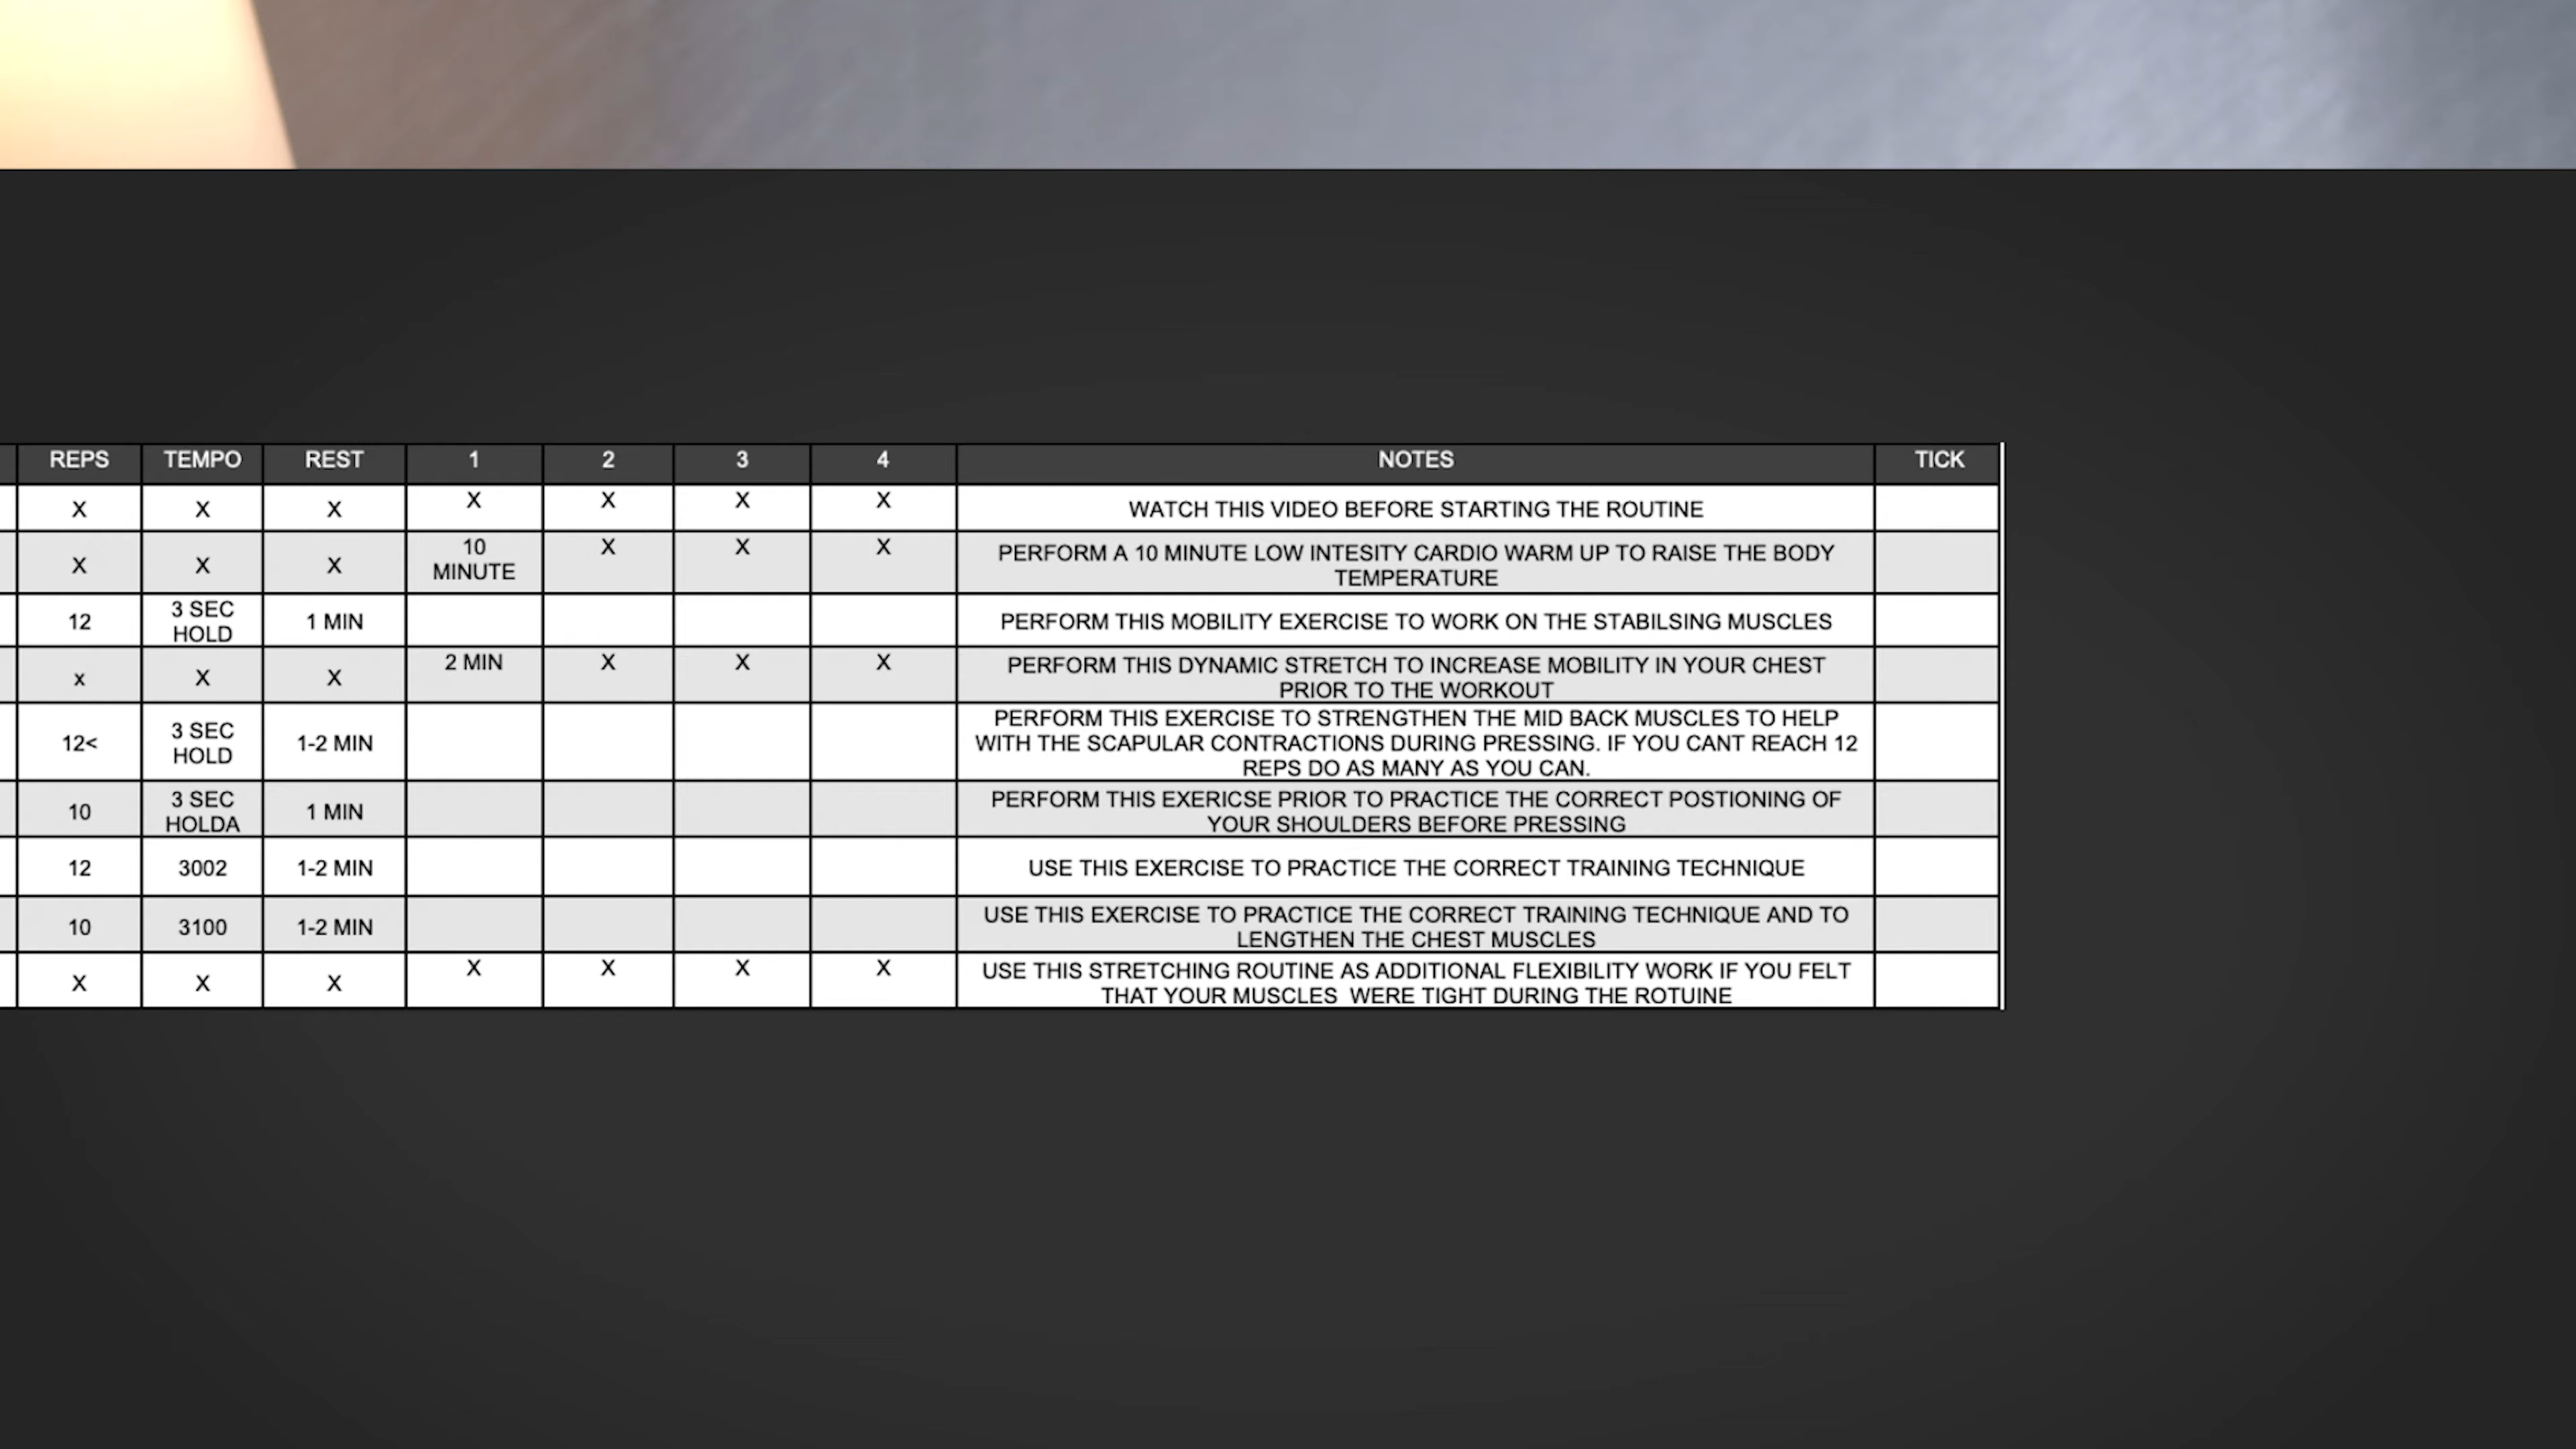 REPS TEMPO REST 1 2 3 4 NOTES TICK
X X X X X X X WATCH THIS VIDEO BEFORE STARTING THE ROUTINE
X X X 10 MINUTE X X X PERFORM A 10 MINUTE LOW INTESITY CARDIO WARM UP TO RAISE THE BODY
TEMPERATURE
12 3 SEC HOLD 1 MIN PERFORM THIS MOBILITY EXERCISE TO WORK ON THE STABILSING MUSCLES
x X X 2 MIN X X X PERFORM THIS DYNAMIC STRETCH TO INCREASE MOBILITY IN YOUR CHEST
PRIOR TO THE WORKOUT
12< 3 SEC HOLD 1-2 MIN PERFORM THIS EXERCISE TO STRENGTHEN THE MID BACK MUSCLES TO HELP
WITH THE SCAPULAR CONTRACTIONS DURING PRESSING. IF YOU CANT REACH 12
REPS DO AS MANY AS YOU CAN.
10 3 SEC HOLDA 1 MIN PERFORM THIS EXERICSE PRIOR TO PRACTICE THE CORRECT POSTIONING OF
YOUR SHOULDERS BEFORE PRESSING
12 3002 1-2 MIN USE THIS EXERCISE TO PRACTICE THE CORRECT TRAINING TECHNIQUE
10 3100 1-2 MIN USE THIS EXERCISE TO PRACTICE THE CORRECT TRAINING TECHNIQUE AND TO
LENGTHEN THE CHEST MUSCLES
X X X X X X X USE THIS STRETCHING ROUTINE AS ADDITIONAL FLEXIBILITY WORK IF YOU FELT
THAT YOUR MUSCLES WERE TIGHT DURING THE ROTUINE